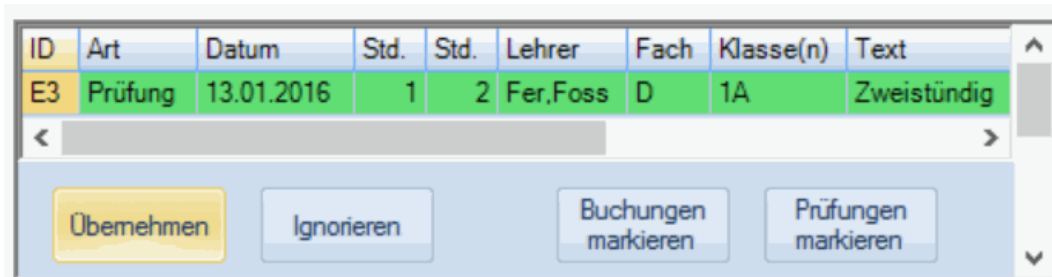 ID Art Datum Std. Std. Lehrer Fach Klasse(n) Text
E3 Prüfung 13.01.2016 1 2 Fer,Foss D 1A Zweistündig
Übernehmen Ignorieren Buchungen markieren Prüfungen markieren